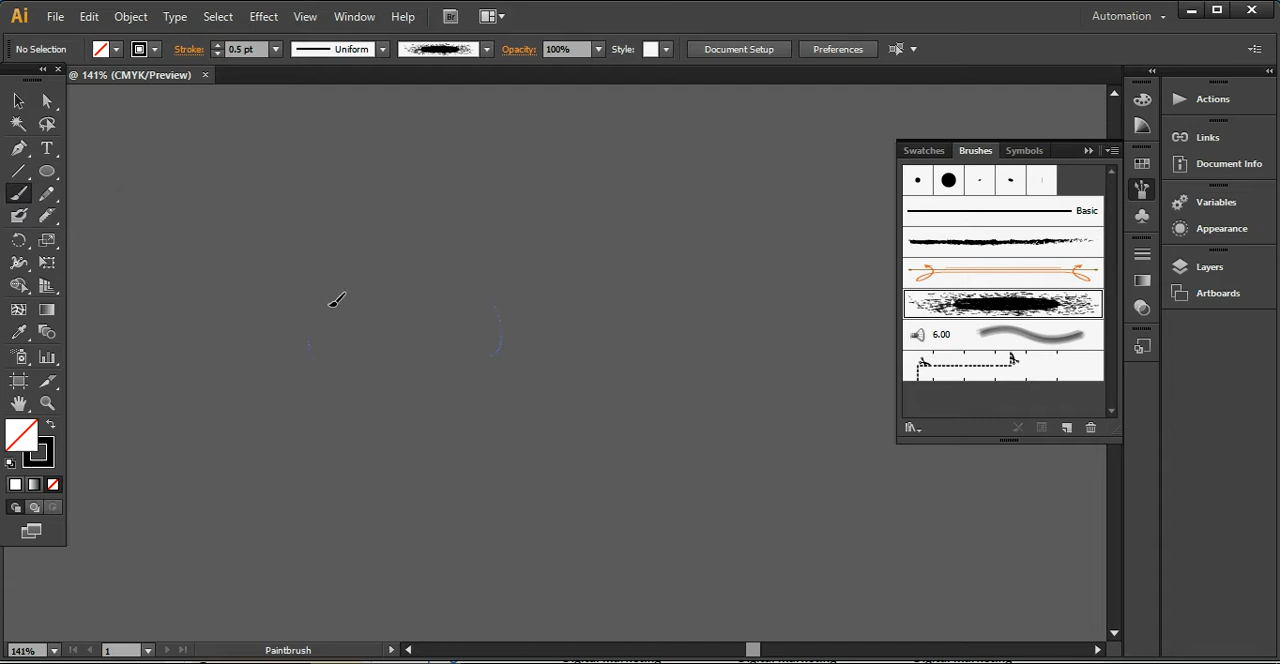 Ai File Edit Object Type Select Effect View Window Help Br Automation
No Selection Stroke: 0.5 pt Uniform Opacity: 100% Style: Document Setup Preferences
@ 141% (CMYK/Preview) ×
Actions
Links
Document Info
Variables
Appearance
Layers
Artboards
Swatches Brushes Symbols
Basic
6.00
T
141% 1 Paintbrush